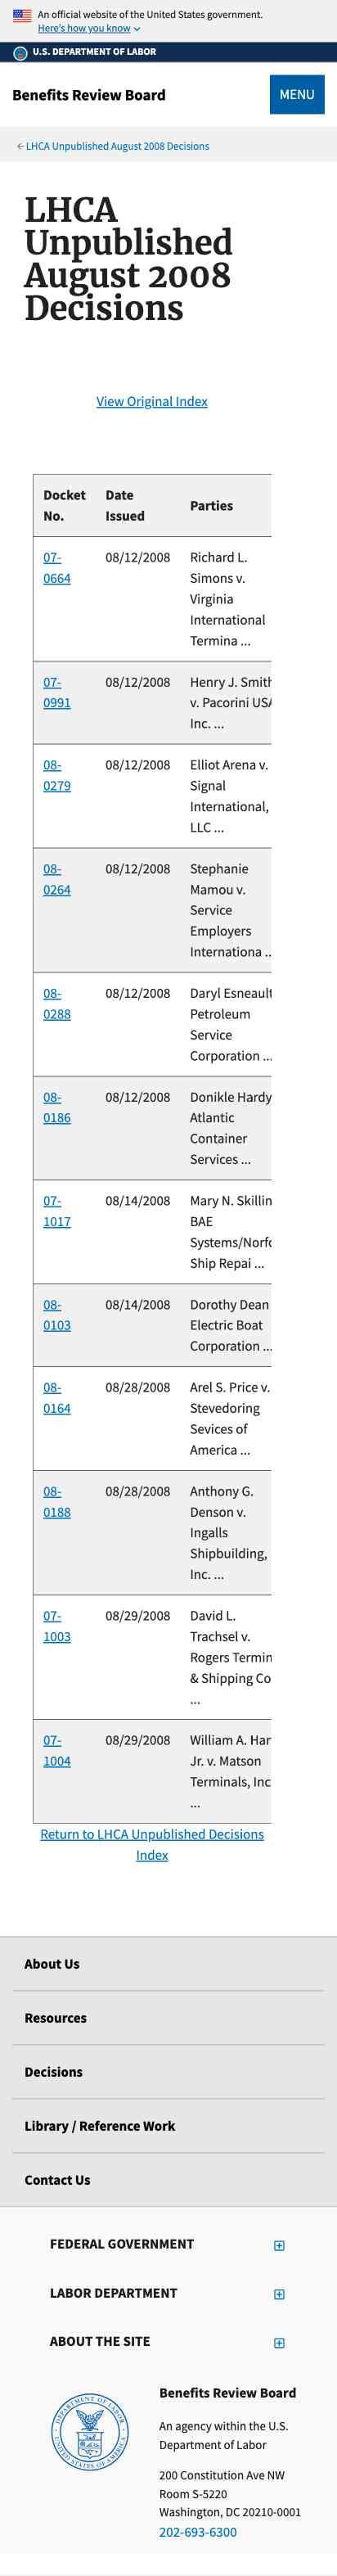 An official website of the United States government.
Here's how you know
U.S. DEPARTMENT OF LABOR
Benefits Review Board
MENU
LHCA Unpublished August 2008 Decisions
LHCA
Unpublished
August 2008
Decisions
View Original Index
Docket No. Date Issued Parties
07-0664 08/12/2008 Richard L. Simons v. Virginia International Termina ...
07-0991 08/12/2008 Henry J. Smith v. Pacorini USA Inc. ...
08-0279 08/12/2008 Elliot Arena v. Signal International, LLC ...
08-0264 08/12/2008 Stephanie Mamou v. Service Employers Internationa ..
08-0288 08/12/2008 Daryl Esneault Petroleum Service Corporation ...
08-0186 08/12/2008 Donikle Hardy Atlantic Container Services ...
07-1017 08/14/2008 Mary N. Skillin BAE Systems/Norfo Ship Repai ...
08-0103 08/14/2008 Dorothy Dean Electric Boat Corporation ...
08-0164 08/28/2008 Arel S. Price v. Stevedoring Sevices of America ...
08-0188 08/28/2008 Anthony G. Denson v. Ingalls Shipbuilding, Inc. ...
07-1003 08/29/2008 David L. Trachsel v. Rogers Termin & Shipping Co ...
07-1004 08/29/2008 William A. Har Jr. v. Matson Terminals, Inc ...
Return to LHCA Unpublished Decisions
Index
About Us
Resources
Decisions
Library / Reference Work
Contact Us
FEDERAL GOVERNMENT
LABOR DEPARTMENT
ABOUT THE SITE
DEPARTMENT OF LABOR
UNITED STATES OF AMERICA
Benefits Review Board
An agency within the U.S.
Department of Labor
200 Constitution Ave NW
Room S-5220
Washington, DC 20210-0001
202-693-6300